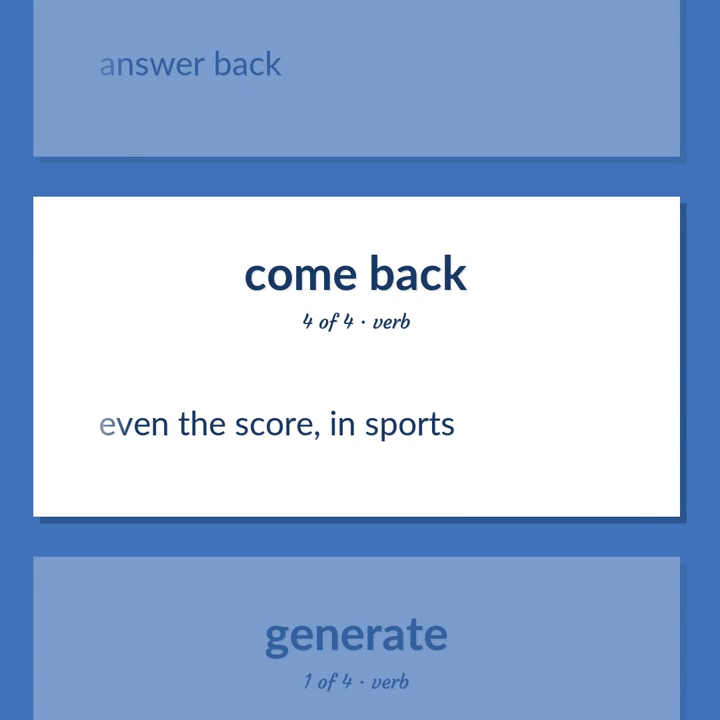 answer back
come back
4 of 4 · verb
even the score, in sports
generate
1 of 4 · verb